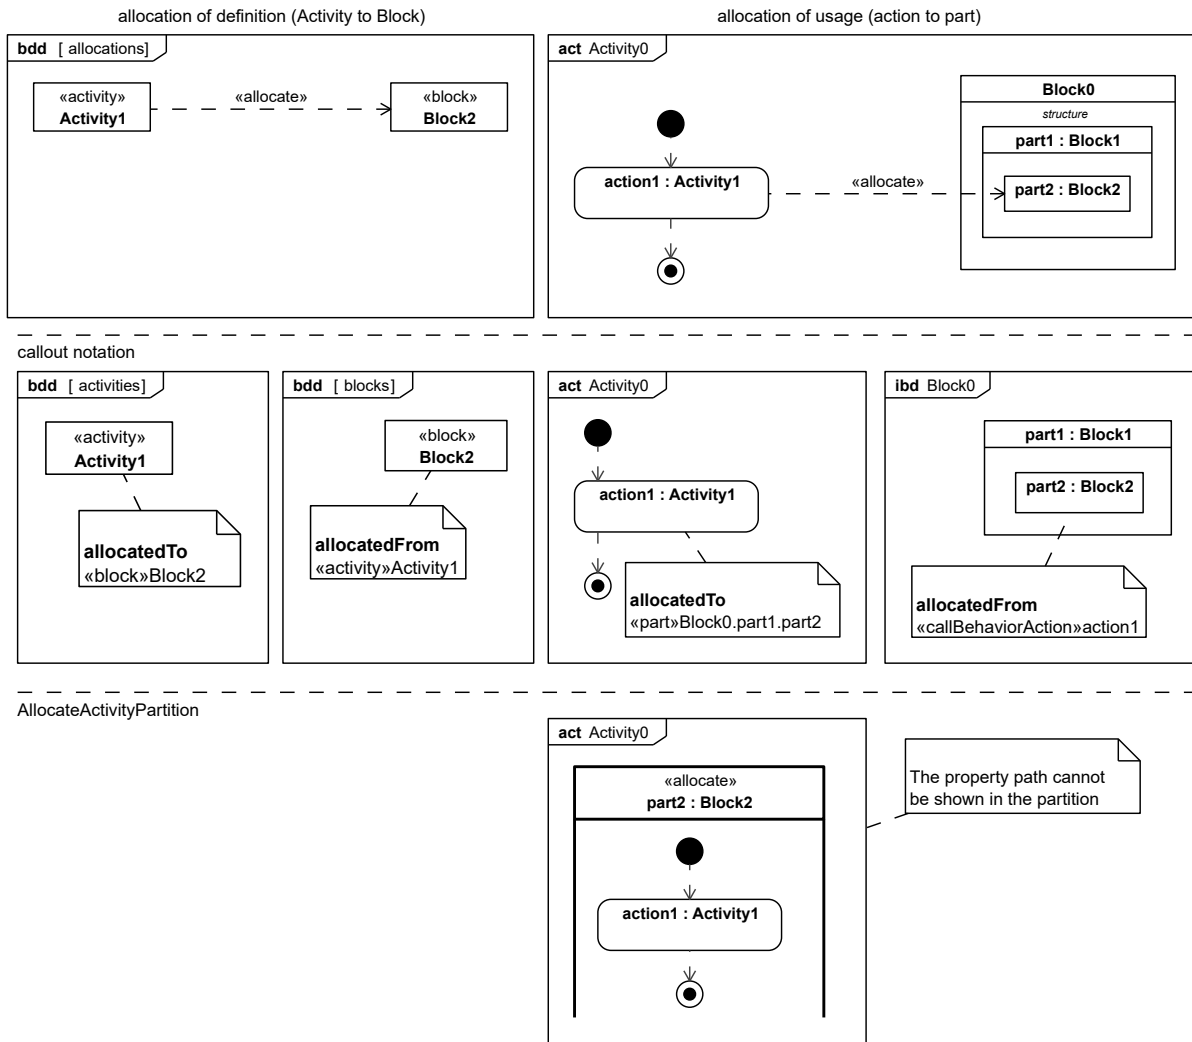 allocation of definition (Activity to Block)
allocation of usage (action to part)
bdd [ allocations]
«activity»
Activity1
«allocate»
«block»
Block2
act Activity0
action1 : Activity1
«allocate»
Block0
structure
part1 : Block1
part2 : Block2
callout notation
bdd [ activities]
«activity»
Activity1
allocatedTo
«block»Block2
bdd [ blocks]
«block»
Block2
allocatedFrom
«activity»Activity1
act Activity0
action1 : Activity1
allocatedTo
«part»Block0.part1.part2
ibd Block0
part1 : Block1
part2 : Block2
allocatedFrom
«callBehaviorAction»action1
AllocateActivityPartition
act Activity0
«allocate»
part2 : Block2
action1 : Activity1
The property path cannot
be shown in the partition